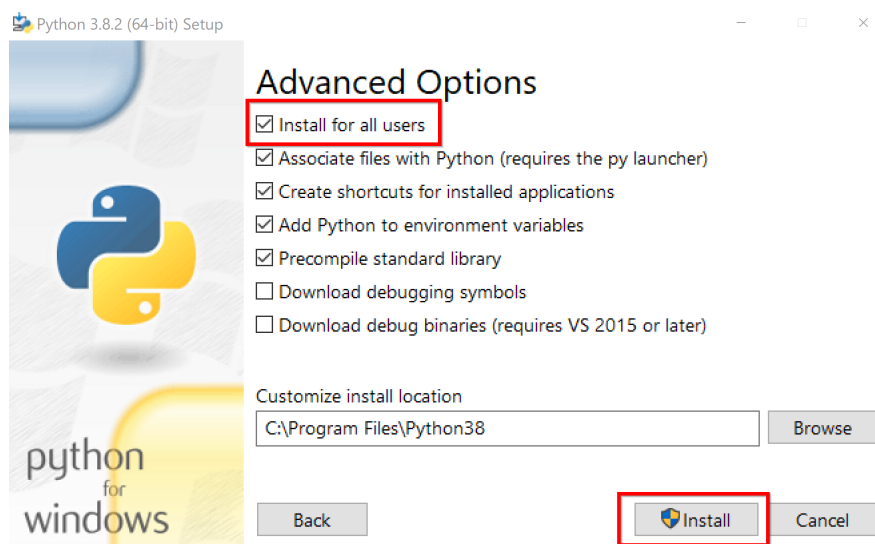 Python 3.8.2 (64-bit) Setup
Advanced Options
Install for all users
Associate files with Python (requires the py launcher)
Create shortcuts for installed applications
Add Python to environment variables
Precompile standard library
Download debugging symbols
Download debug binaries (requires VS 2015 or later)
Customize install location
C:\Program Files\Python38
Browse
python
for
windows
Back
Install
Cancel